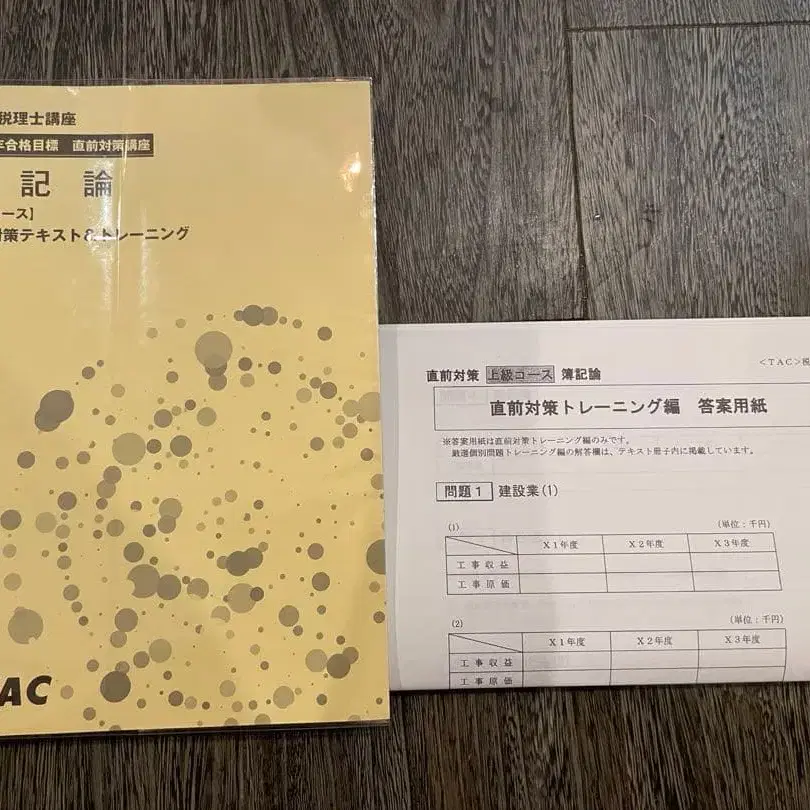 税理士講座
年合格目標 直前対策講座
記 論
ース】
対策テキスト&トレーニング
AC
<TAC>税
直前対策 上級コース 簿記論
直前対策トレーニング編 答案用紙
※答案用紙は直前対策トレーニング編のみです。
厳選個別問題トレーニング編の解答欄は、テキスト冊子内に掲載しています。
問題1 建設業(1)
(1) (単位:千円)
X1年度 X2年度 X3年度
工事収益
工事原価
(2) (単位:千円)
X1年度 X2年度 X3年度
工事収益
工事原価